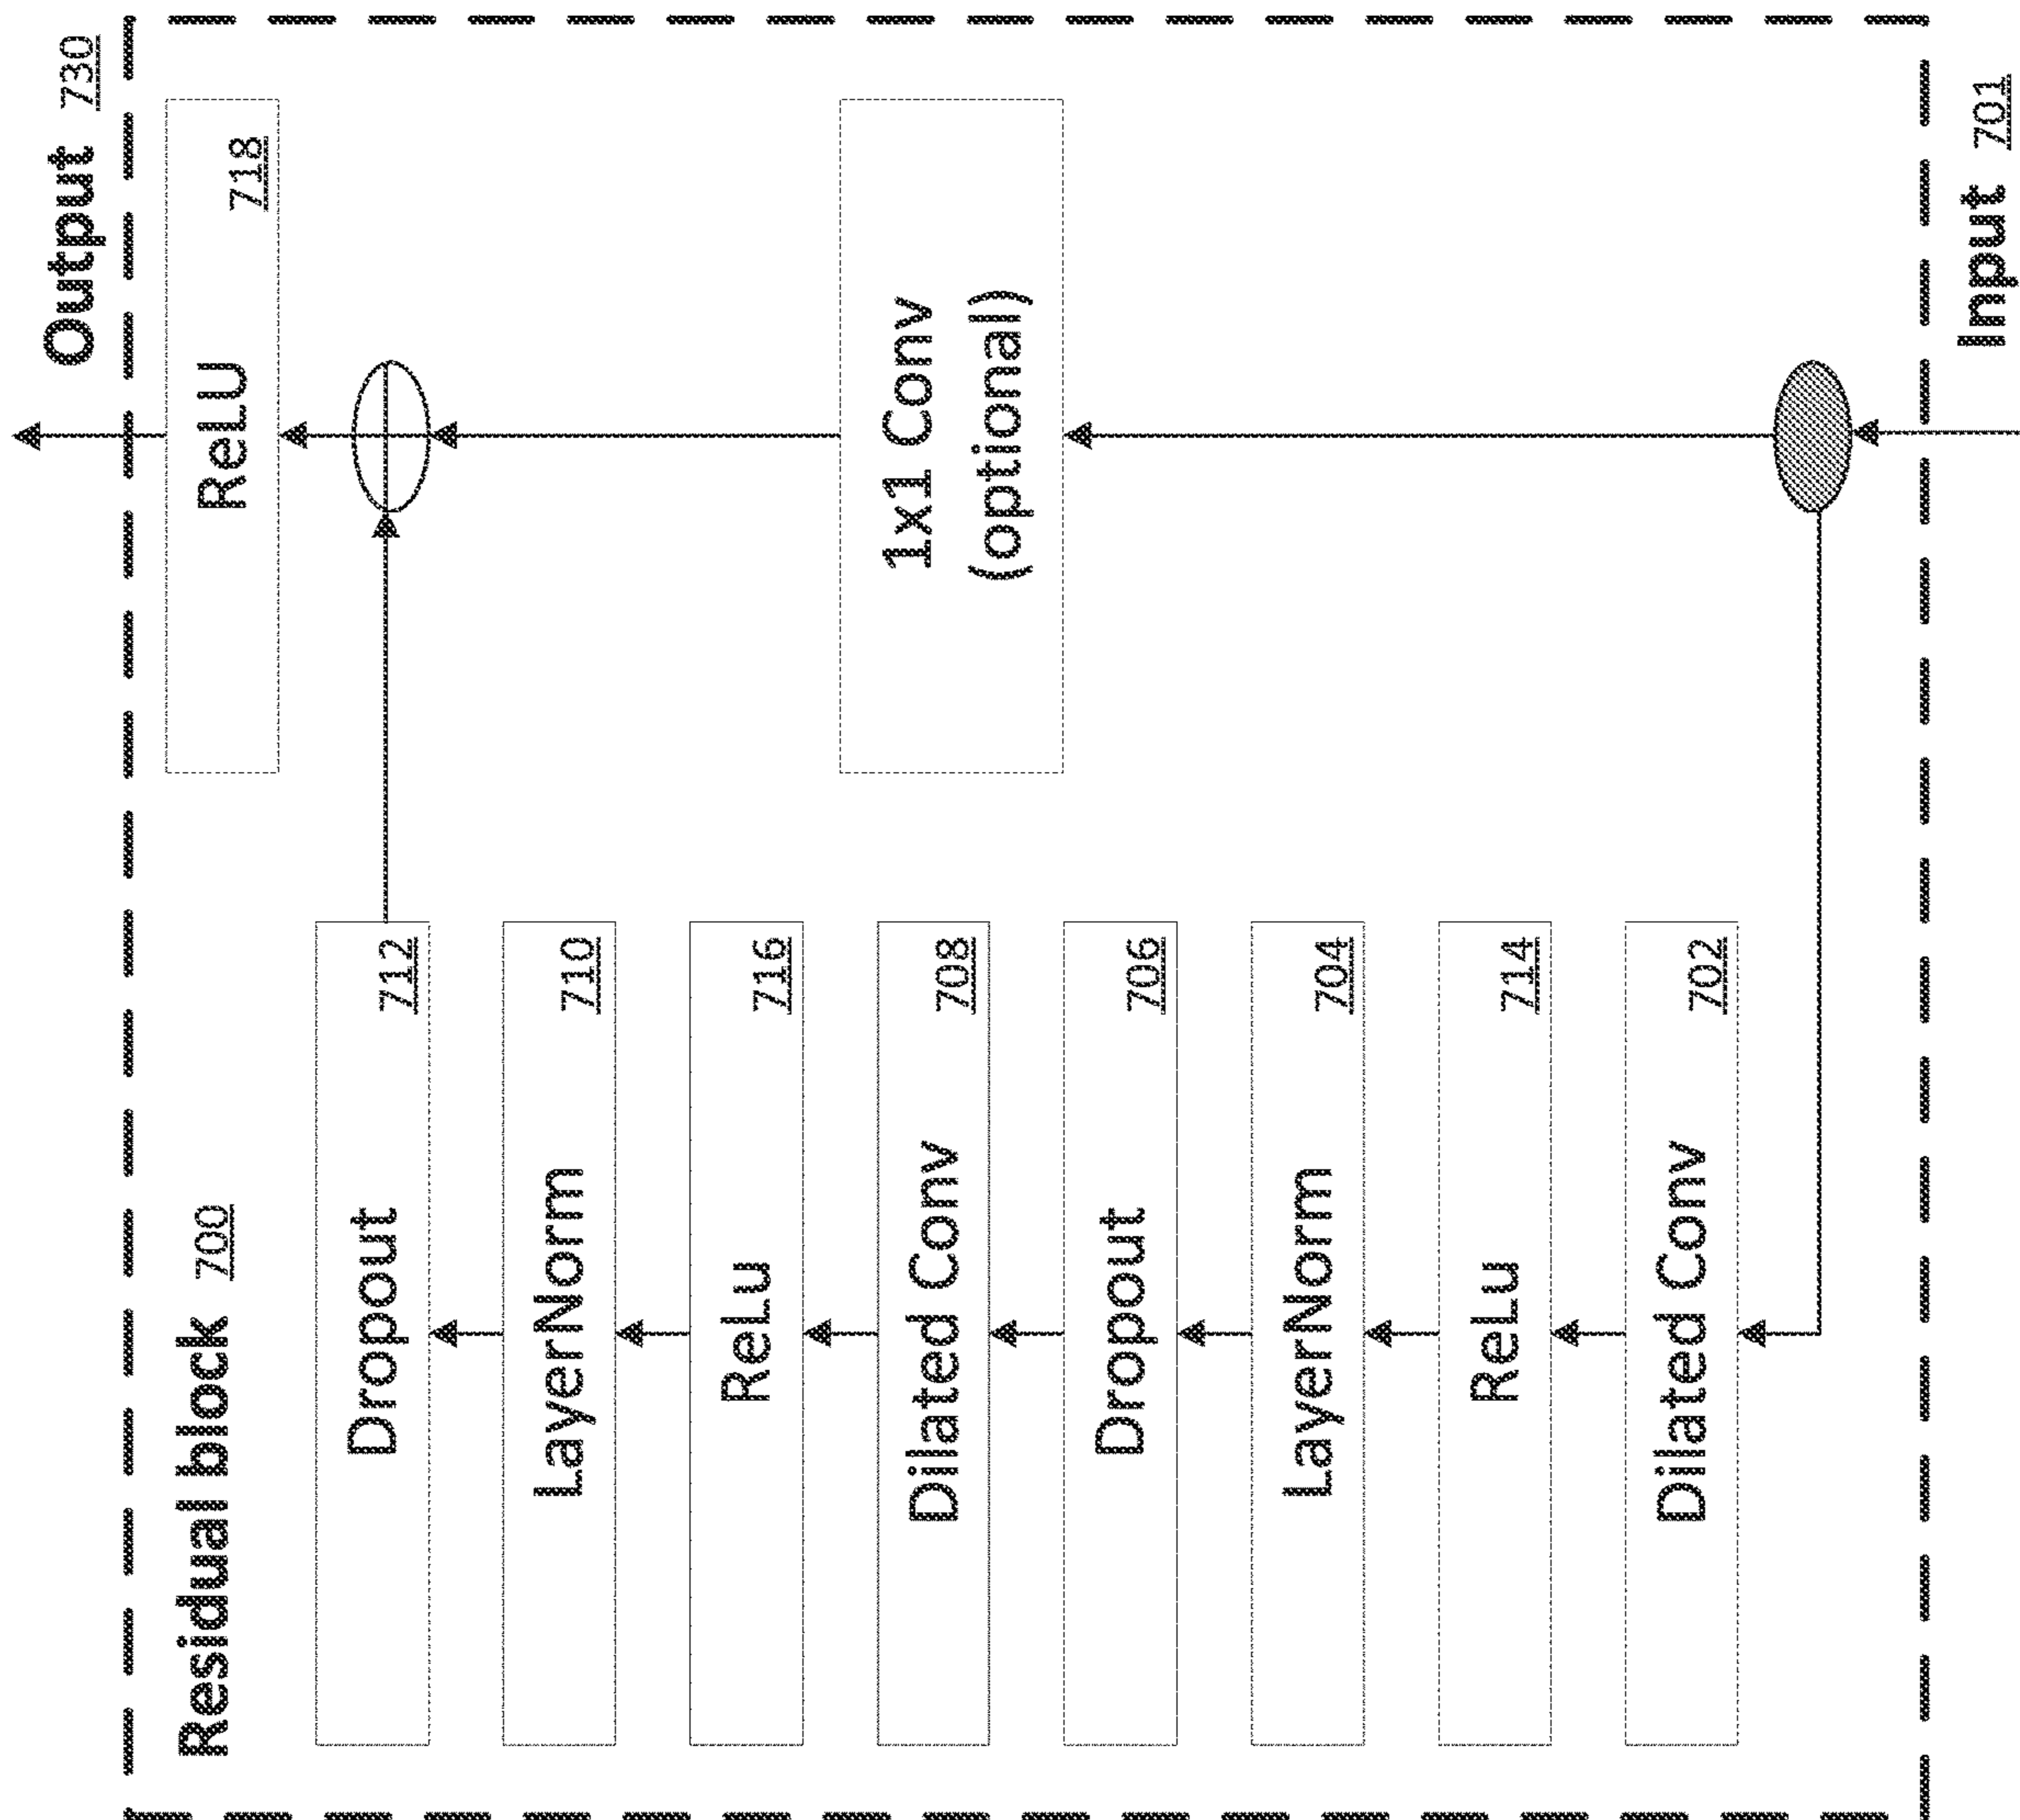 Output 730
Residual block 700
ReLU 718
Dropout 712
LayerNorm 710
ReLu 716
1x1 Conv
(optional)
Dilated Conv 708
Dropout 706
LayerNorm 704
ReLu 714
Dilated Conv 702
Input 701